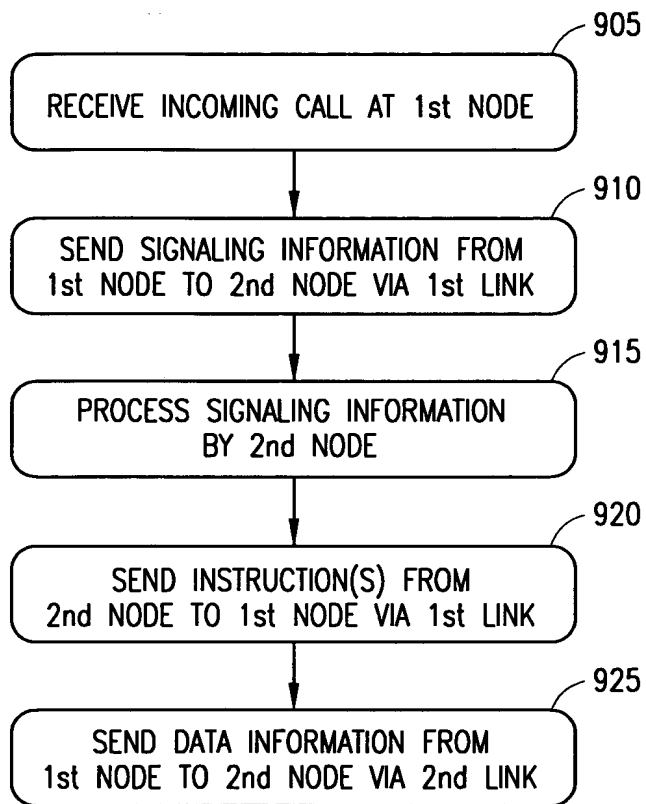 905
RECEIVE INCOMING CALL AT 1st NODE
910
SEND SIGNALING INFORMATION FROM
1st NODE TO 2nd NODE VIA 1st LINK
915
PROCESS SIGNALING INFORMATION
BY 2nd NODE
920
SEND INSTRUCTION(S) FROM
2nd NODE TO 1st NODE VIA 1st LINK
925
SEND DATA INFORMATION FROM
1st NODE TO 2nd NODE VIA 2nd LINK